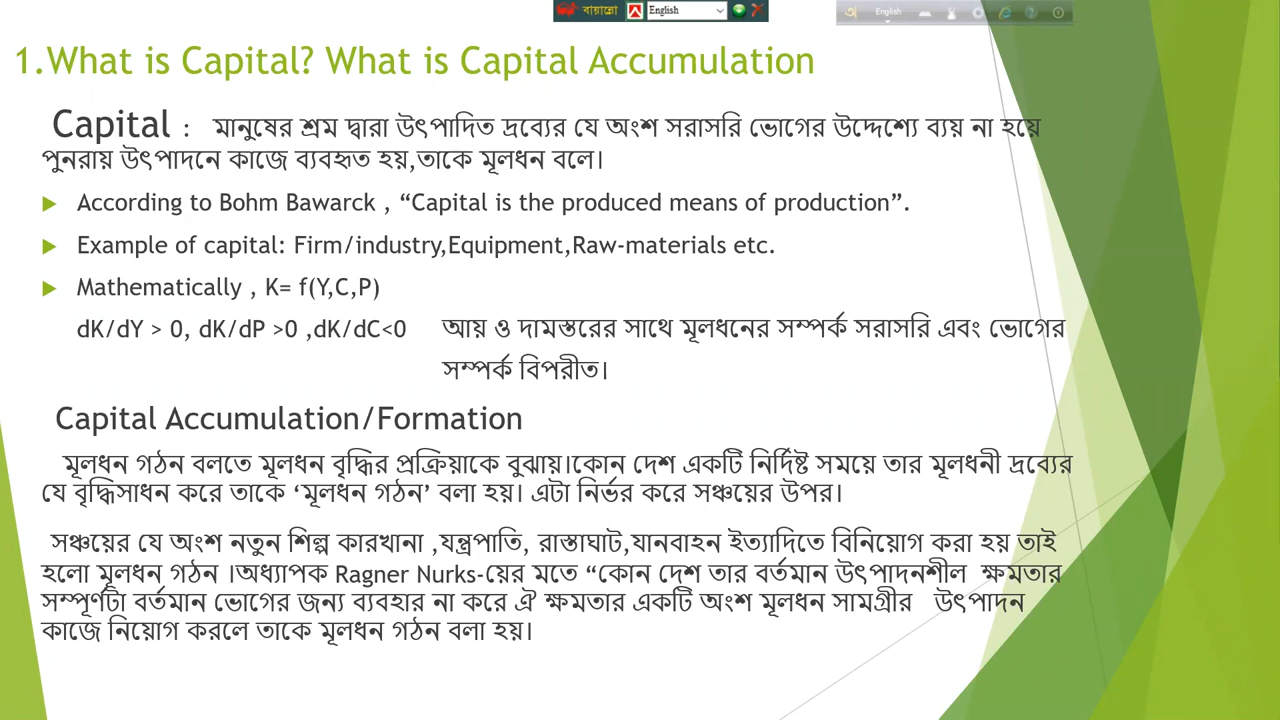 বায়ান্নো English
English
1.What is Capital? What is Capital Accumulation
Capital : মানুষের শ্রম দ্বারা উৎপাদিত দ্রব্যের যে অংশ সরাসরি ভোগের উদ্দেশ্যে ব্যয় না হয়ে
পুনরায় উৎপাদনে কাজে ব্যবহৃত হয়,তাকে মূলধন বলে।
According to Bohm Bawarck , “Capital is the produced means of production”.
Example of capital: Firm/industry,Equipment,Raw-materials etc.
Mathematically , K= f(Y,C,P)
dK/dY > 0, dK/dP >0 ,dK/dC<0 আয় ও দামস্তরের সাথে মূলধনের সম্পর্ক সরাসরি এবং ভোগের
সম্পর্ক বিপরীত।
Capital Accumulation/Formation
মূলধন গঠন বলতে মূলধন বৃদ্ধির প্রক্রিয়াকে বুঝায়।কোন দেশ একটি নির্দিষ্ট সময়ে তার মূলধনী দ্রব্যের
যে বৃদ্ধিসাধন করে তাকে ‘মূলধন গঠন’ বলা হয়। এটা নির্ভর করে সঞ্চয়ের উপর।
সঞ্চয়ের যে অংশ নতুন শিল্প কারখানা ,যন্ত্রপাতি, রাস্তাঘাট,যানবাহন ইত্যাদিতে বিনিয়োগ করা হয় তাই
হলো মূলধন গঠন ।অধ্যাপক Ragner Nurks-য়ের মতে “কোন দেশ তার বর্তমান উৎপাদনশীল ক্ষমতার
সম্পূর্ণটা বর্তমান ভোগের জন্য ব্যবহার না করে ঐ ক্ষমতার একটি অংশ মূলধন সামগ্রীর উৎপাদন
কাজে নিয়োগ করলে তাকে মূলধন গঠন বলা হয়।